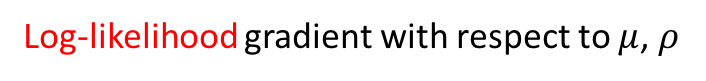 Log-likelihood gradient with respect to 𝜇, 𝜌